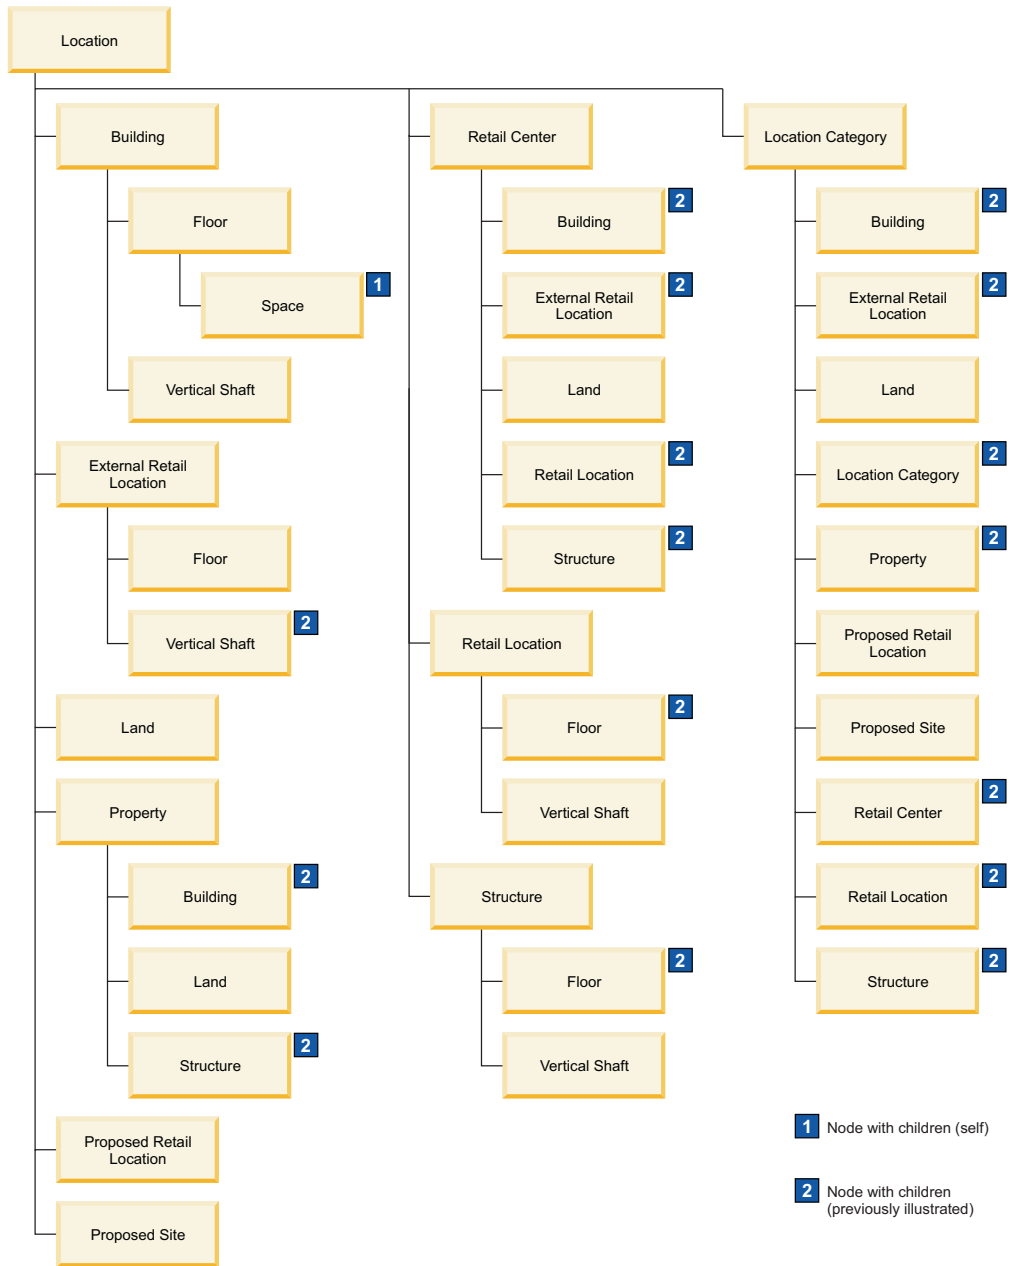 Location
Building
Floor
Space
1
Vertical Shaft
External Retail
Location
Floor
Vertical Shaft
2
Land
Property
Building
2
Land
Structure
2
Proposed Retail
Location
Proposed Site
Retail Center
Building
2
External Retail
Location
2
Land
Retail Location
2
Structure
2
Retail Location
Floor
2
Vertical Shaft
Structure
Floor
2
Vertical Shaft
Location Category
Building
2
External Retail
Location
2
Land
Location Category
2
Property
2
Proposed Retail
Location
Proposed Site
Retail Center
2
Retail Location
2
Structure
2
1 Node with children (self)
2 Node with children
(previously illustrated)